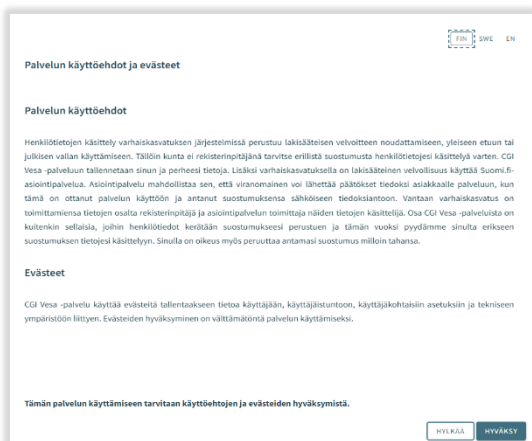 FIN SWE EN
Palvelun käyttöehdot ja evästeet
Palvelun käyttöehdot
Henkilötietojen käsittely varhaiskasvatuksen järjestelmissä perustuu lakisääteisen velvoitteen noudattamiseen, yleiseen etuun tai
julkisen vallan käyttämiseen. Tällöin kunta ei rekisterinpitäjänä tarvitse erillistä suostumusta henkilötietojesi käsittelyä varten. CGI
Vesa -palveluun tallennetaan sinun ja perheesi tietoja. Lisäksi varhaiskasvatuksella on lakisääteinen velvollisuus käyttää Suomi.fi-
asiointipalvelua. Asiointipalvelu mahdollistaa sen, että viranomainen voi lähettää päätökset tiedoksi asiakkaalle palveluun, kun
tämä on ottanut palvelun käyttöön ja antanut suostumuksensa sähköiseen tiedoksiantoon. Vantaan varhaiskasvatus on
toimittamiensa tietojen osalta rekisterinpitäjä ja asiointipalvelun toimittaja näiden tietojen käsittelijä. Osa CGI Vesa -palveluista on
kuitenkin sellaisia, joihin henkilötiedot kerätään suostumukseesi perustuen ja tämän vuoksi pyydämme sinulta erikseen
suostumuksen tietojesi käsittelyyn. Sinulla on oikeus myös peruuttaa antamasi suostumus milloin tahansa.
Evästeet
CGI Vesa -palvelu käyttää evästeitä tallentaakseen tietoa käyttäjään, käyttäjäistuntoon, käyttäjäkohtaisiin asetuksiin ja tekniseen
ympäristöön liittyen. Evästeiden hyväksyminen on välttämätöntä palvelun käyttämiseksi.
Tämän palvelun käyttämiseen tarvitaan käyttöehtojen ja evästeiden hyväksymistä.
HYLKÄÄ HYVÄKSY